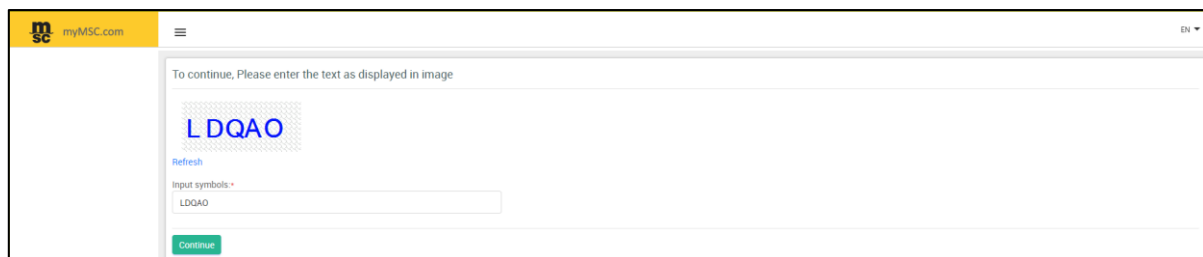 msc myMSC.com EN
To continue, Please enter the text as displayed in image
LDQAO
Refresh
Input symbols:*
LDQAO
Continue